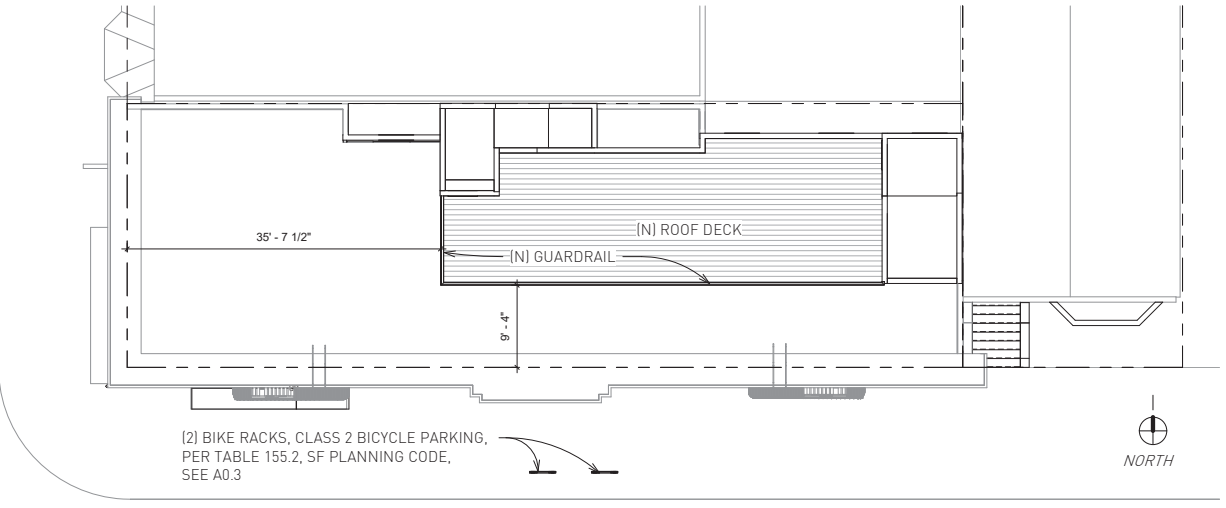 (N) ROOF DECK
35' - 7 1/2"
(N) GUARDRAIL
9' - 4"
(2) BIKE RACKS, CLASS 2 BICYCLE PARKING,
PER TABLE 155.2, SF PLANNING CODE,
SEE A0.3
NORTH